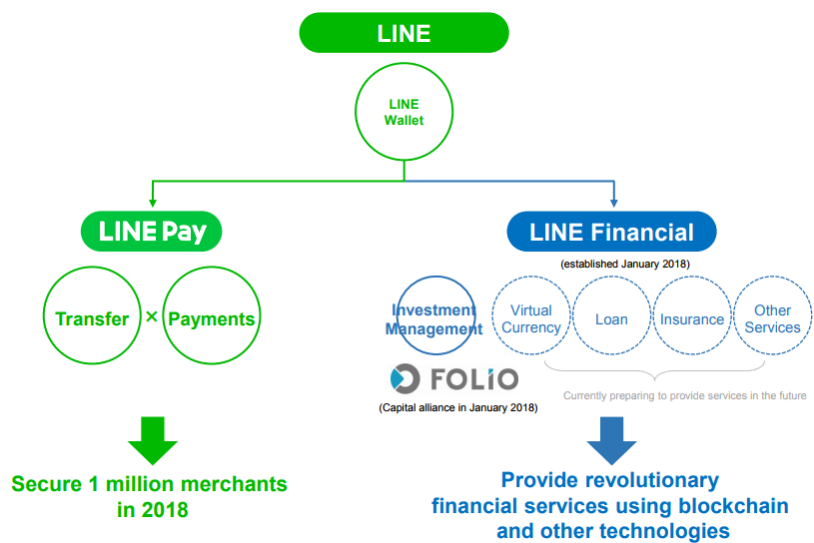 LINE
LINE
Wallet
LINE Pay
LINE Financial
(established January 2018)
Transfer × Payments
Investment
Management
Virtual
Currency
Loan
Insurance
Other
Services
FOLIO
(Capital alliance in January 2018)
Currently preparing to provide services in the future
Secure 1 million merchants
in 2018
Provide revolutionary
financial services using blockchain
and other technologies